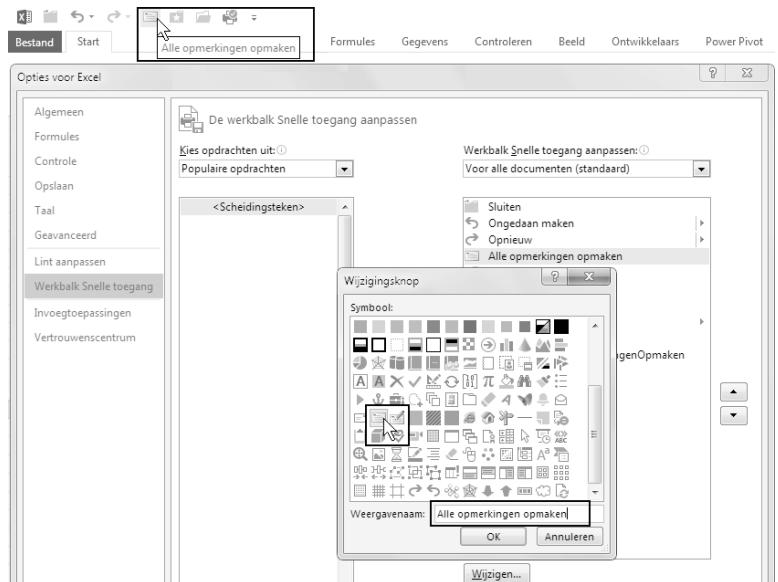 Bestand Start Formules Gegevens Controleren Beeld Ontwikkelaars Power Pivot
Alle opmerkingen opmaken
Opties voor Excel
Algemeen
Formules
Controle
Opslaan
Taal
Geavanceerd
Lint aanpassen
Werkbalk Snelle toegang
Invoegtoepassingen
Vertrouwenscentrum
De werkbalk Snelle toegang aanpassen
Kies opdrachten uit:
Populaire opdrachten
<Scheidingsteken>
Werkbalk Snelle toegang aanpassen:
Voor alle documenten (standaard)
Sluiten
Ongedaan maken
Opnieuw
Alle opmerkingen opmaken
genOpmaken
Wijzigingsknop
Symbool:
Weergavenaam: Alle opmerkingen opmaken
OK Annuleren
Wijzigen...